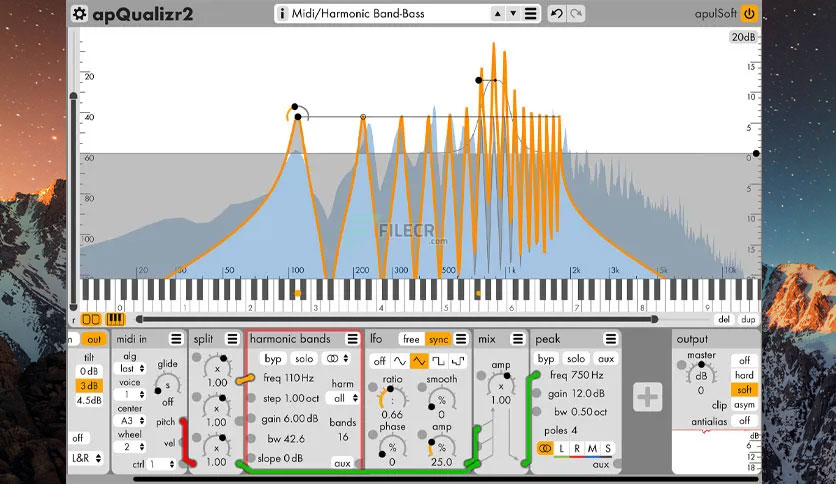 apQualizr2
i Midi/Harmonic Band-Bass
apulSoft
20dB
20
40
60
80
100
15
10
5
0
5
10
15
20 30 50 100 200 300 500 1k 2k 3k 5k 10k
FILECR
.com
0 1 2 3 4 5 6 7 8 9
r
del dup
out
tilt
0 dB
3 dB
4.5dB
off
L&R
midi in
alg
last
voice
1
center
A3
wheel
2
ctrl 1
glide
s
off
pitch
vel
split
x
1.00
x
1.00
x
1.00
harmonic bands
byp solo
freq 110 Hz
step 1.00 oct
gain 6.00 dB
bw 42.6
slope 0 dB
harm
all
bands
16
aux
lfo free sync
off
ratio
:
0.66
smooth
%
0
phase
%
0
amp
%
25.0
mix
amp
x
1.00
peak
byp solo aux
freq 750 Hz
gain 12.0 dB
bw 0.50 oct
poles 4
L R M S
aux
output
master
dB
0
off
hard
soft
asym
clip
antialias off
dB
6
12
18